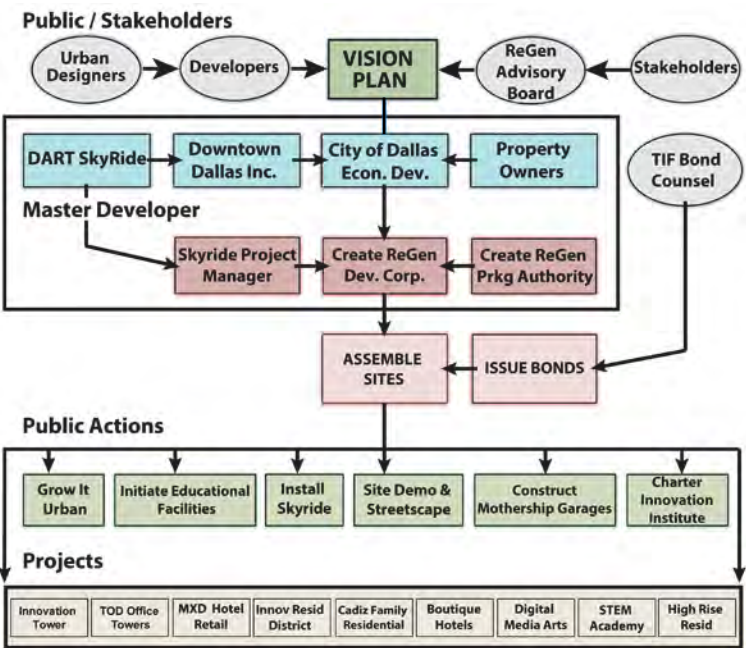 Public / Stakeholders
Urban
Designers
Developers
VISION
PLAN
ReGen
Advisory
Board
Stakeholders
DART SkyRide
Downtown
Dallas Inc.
City of Dallas
Econ. Dev.
Property
Owners
TIF Bond
Counsel
Master Developer
Skyride Project
Manager
Create ReGen
Dev. Corp.
Create ReGen
Prkg Authority
ASSEMBLE
SITES
ISSUE BONDS
Public Actions
Grow It
Urban
Initiate Educational
Facilities
Install
Skyride
Site Demo &
Streetscape
Construct
Mothership Garages
Charter
Innovation
Institute
Projects
Innovation
Tower
TOD Office
Towers
MXD Hotel
Retail
Innov Resid
District
Cadiz Family
Residential
Boutique
Hotels
Digital
Media Arts
STEM
Academy
High Rise
Resid